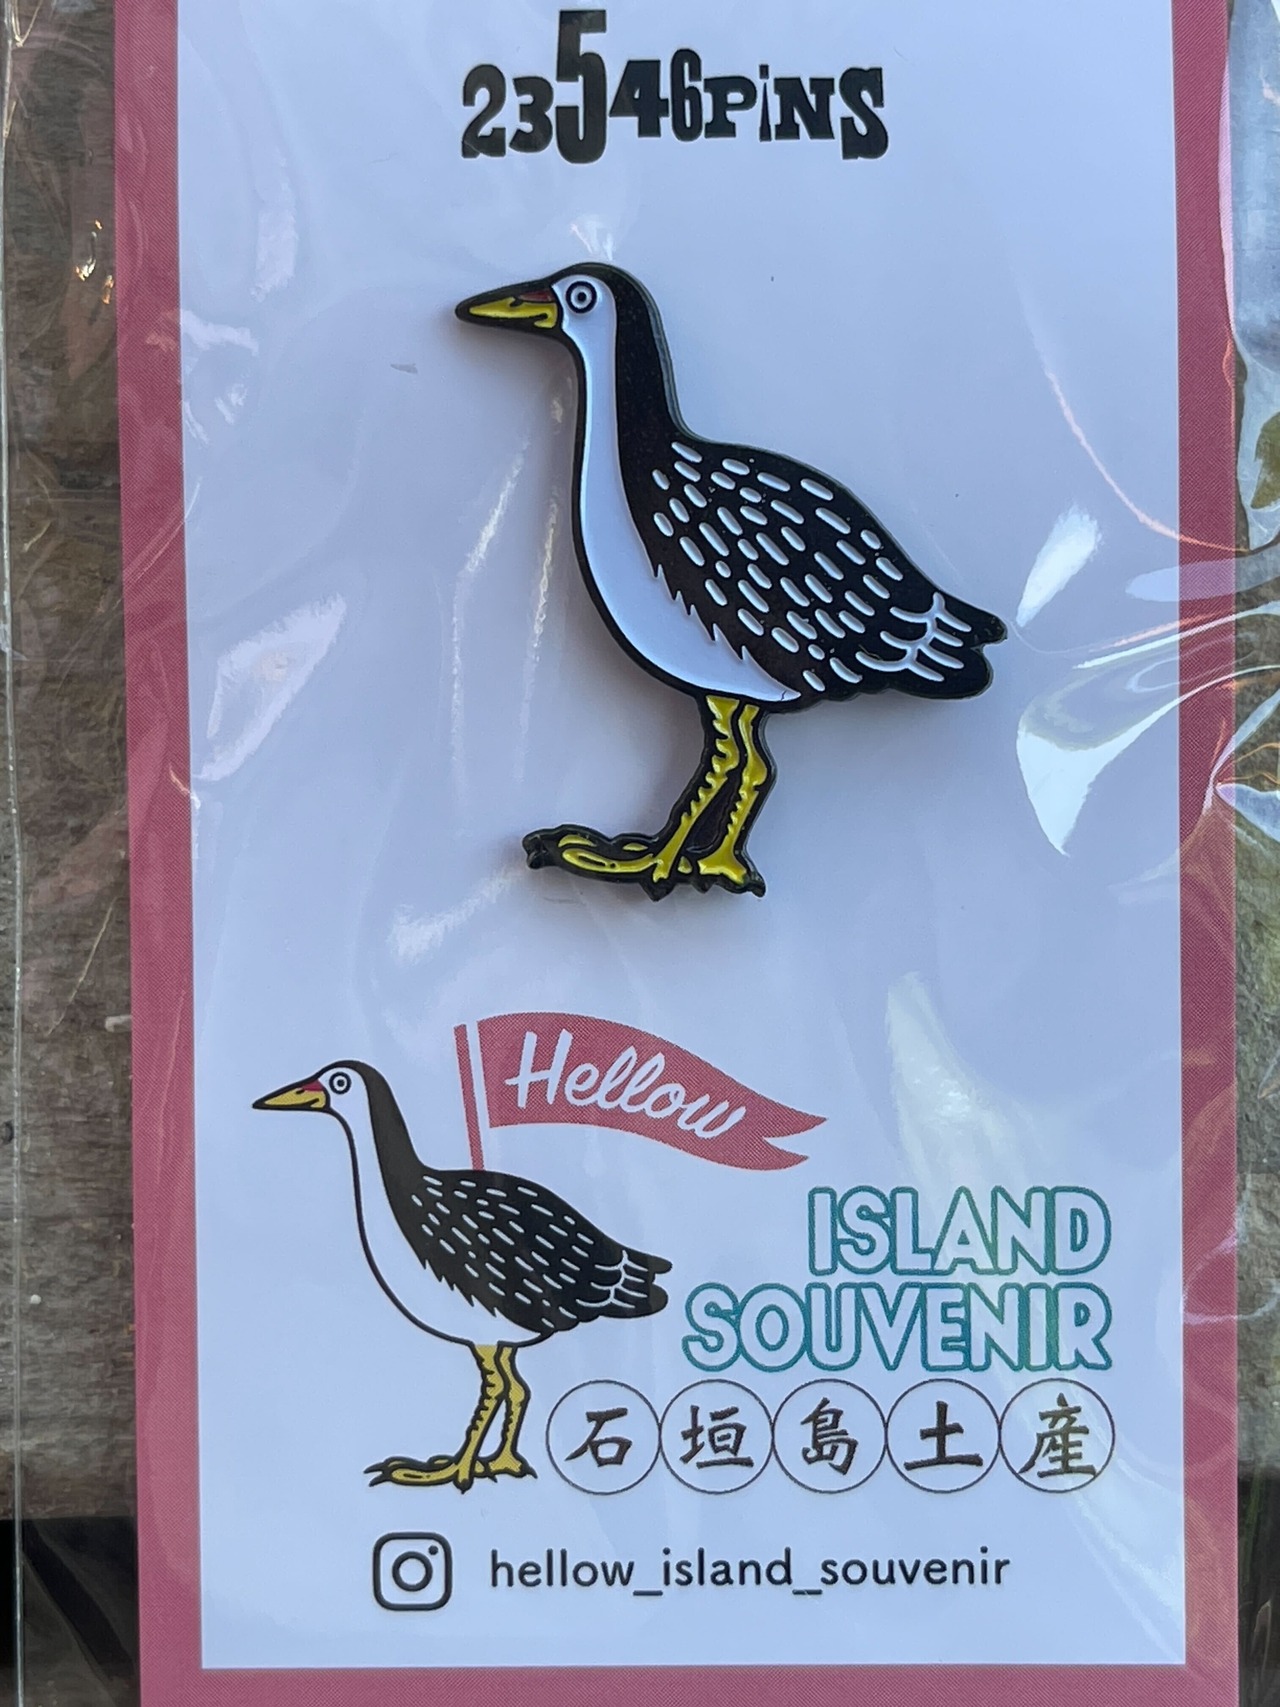 23546PiNS
Hellow
ISLAND
SOUVENIR
石垣島土産
hellow_island_souvenir